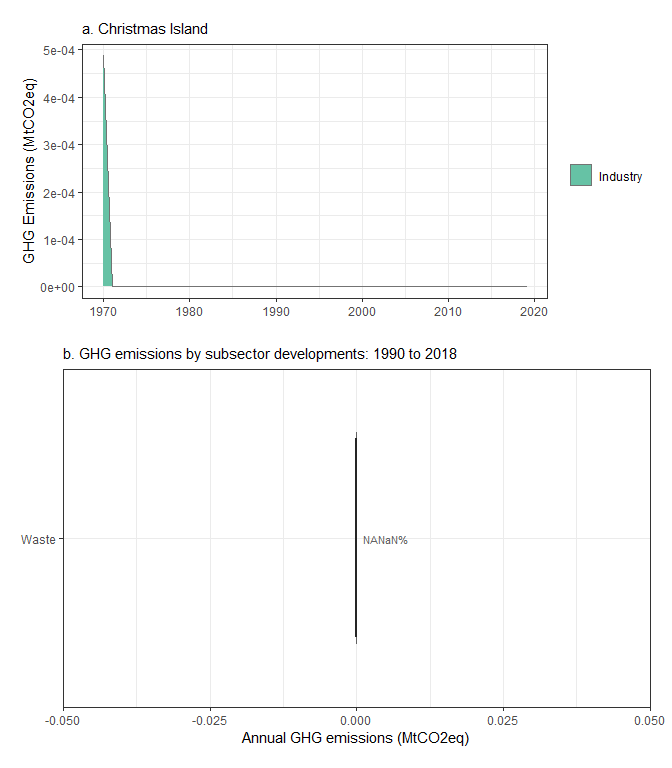 a. Christmas Island
5e-04
4e-04
3e-04
2e-04
1e-04
0e+00
GHG Emissions (MtCO2eq)
1970 1980 1990 2000 2010 2020
Industry
b. GHG emissions by subsector developments: 1990 to 2018
Waste
NANaN%
-0.050 -0.025 0.000 0.025 0.050
Annual GHG emissions (MtCO2eq)